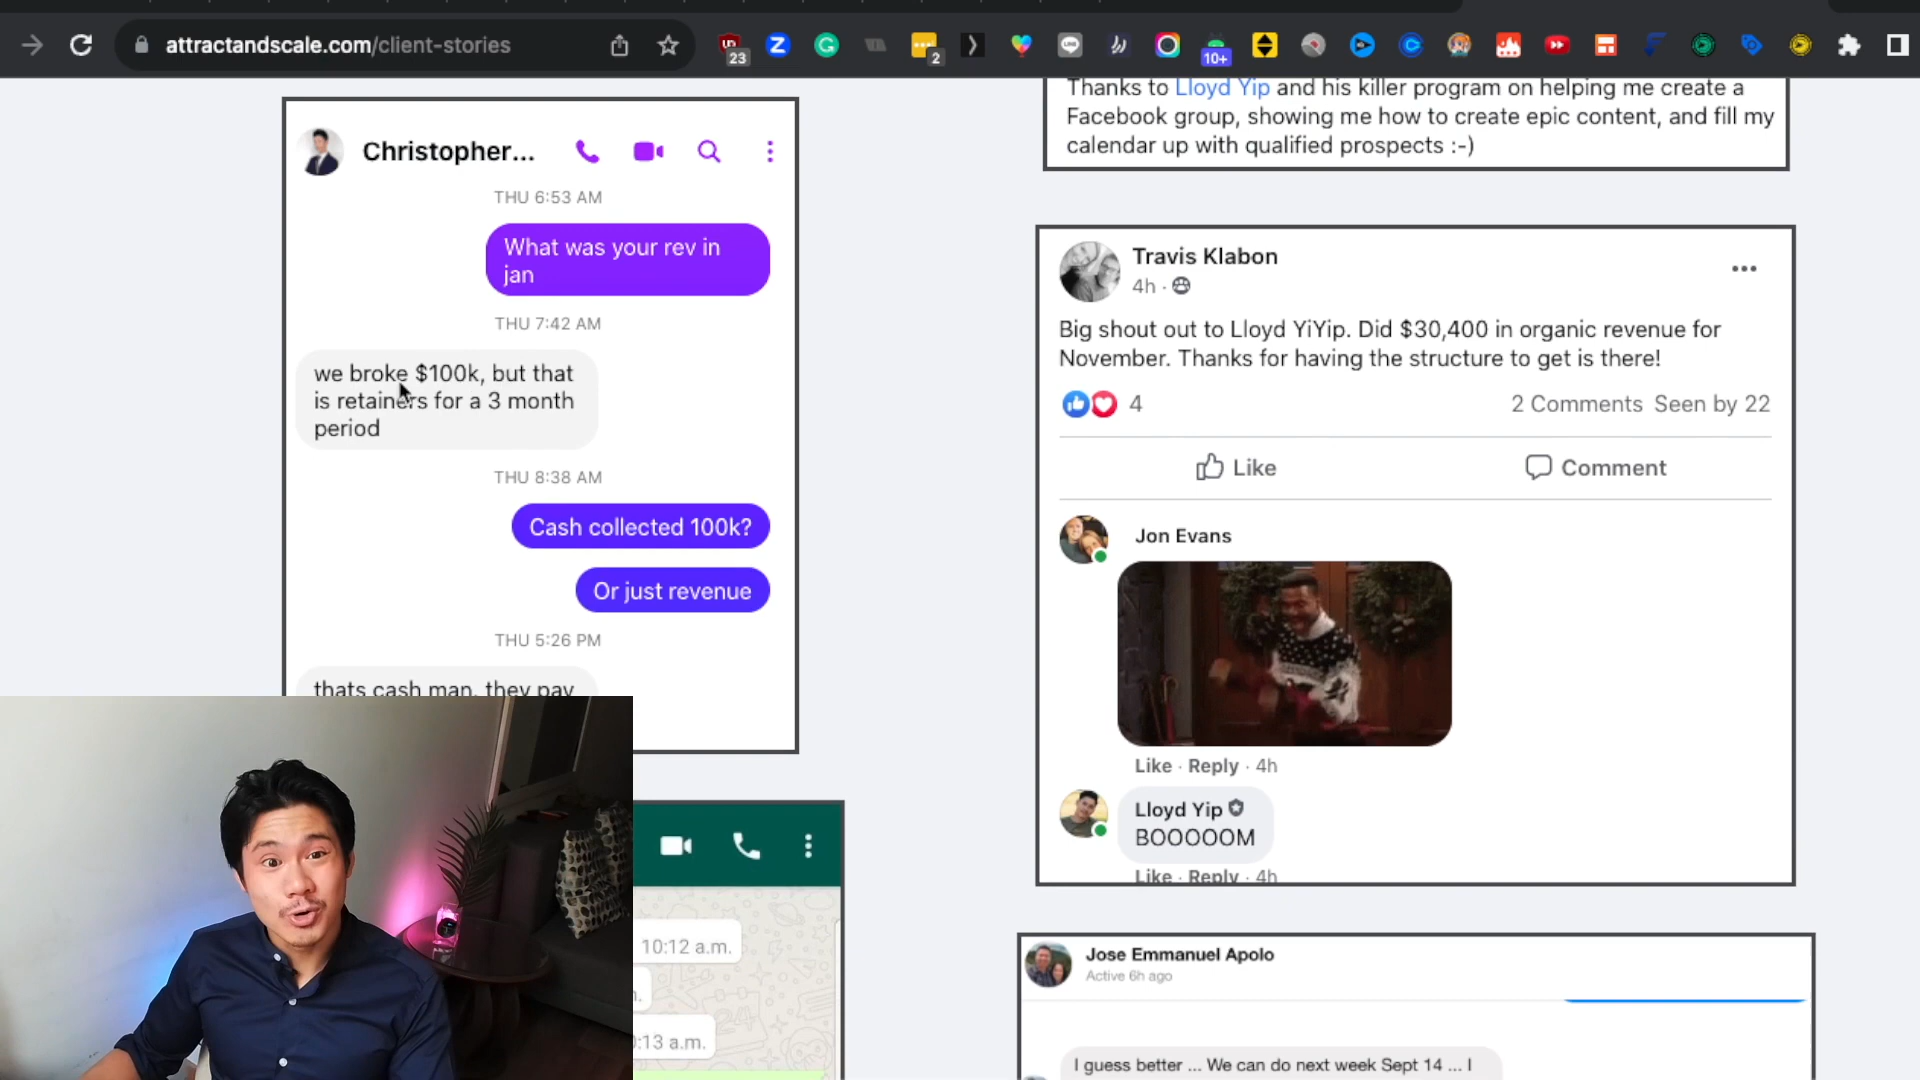 attractandscale.com/client-stories
23
2
10+
Christopher...
THU 6:53 AM
What was your rev in
jan
THU 7:42 AM
we broke $100k, but that
is retainers for a 3 month
period
THU 8:38 AM
Cash collected 100k?
Or just revenue
THU 5:26 PM
thats cash man, they pay
10:12 a.m.
:13 a.m.
Thanks to Lloyd Yip and his killer program on helping me create a
Facebook group, showing me how to create epic content, and fill my
calendar up with qualified prospects :-)
Travis Klabon
4h ·
Big shout out to Lloyd YiYip. Did $30,400 in organic revenue for
November. Thanks for having the structure to get is there!
4
2 Comments Seen by 22
Like
Comment
Jon Evans
Like · Reply · 4h
Lloyd Yip
BOOOOOM
Like · Reply · 4h
Jose Emmanuel Apolo
Active 6h ago
I guess better ... We can do next week Sept 14 ... I